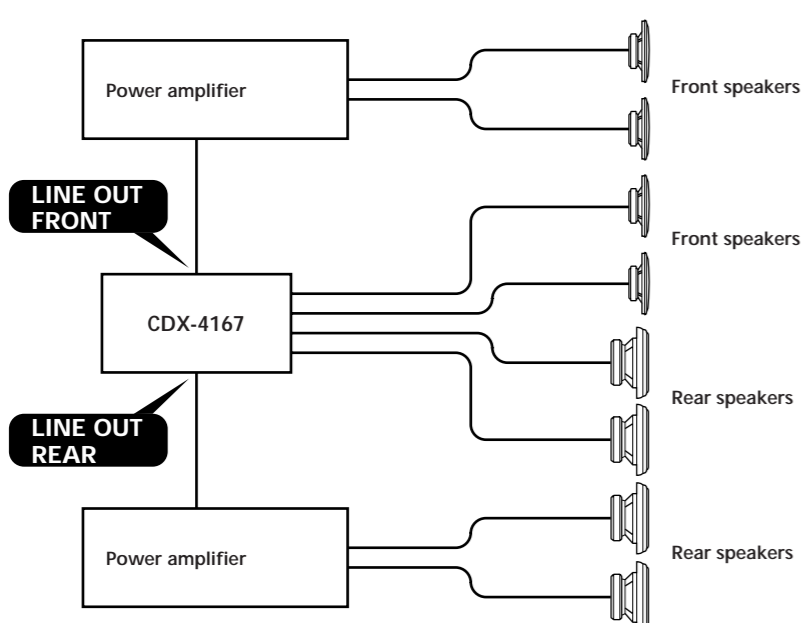 Power amplifier
Front speakers
LINE OUT
FRONT
Front speakers
CDX-4167
Rear speakers
LINE OUT
REAR
Power amplifier
Rear speakers